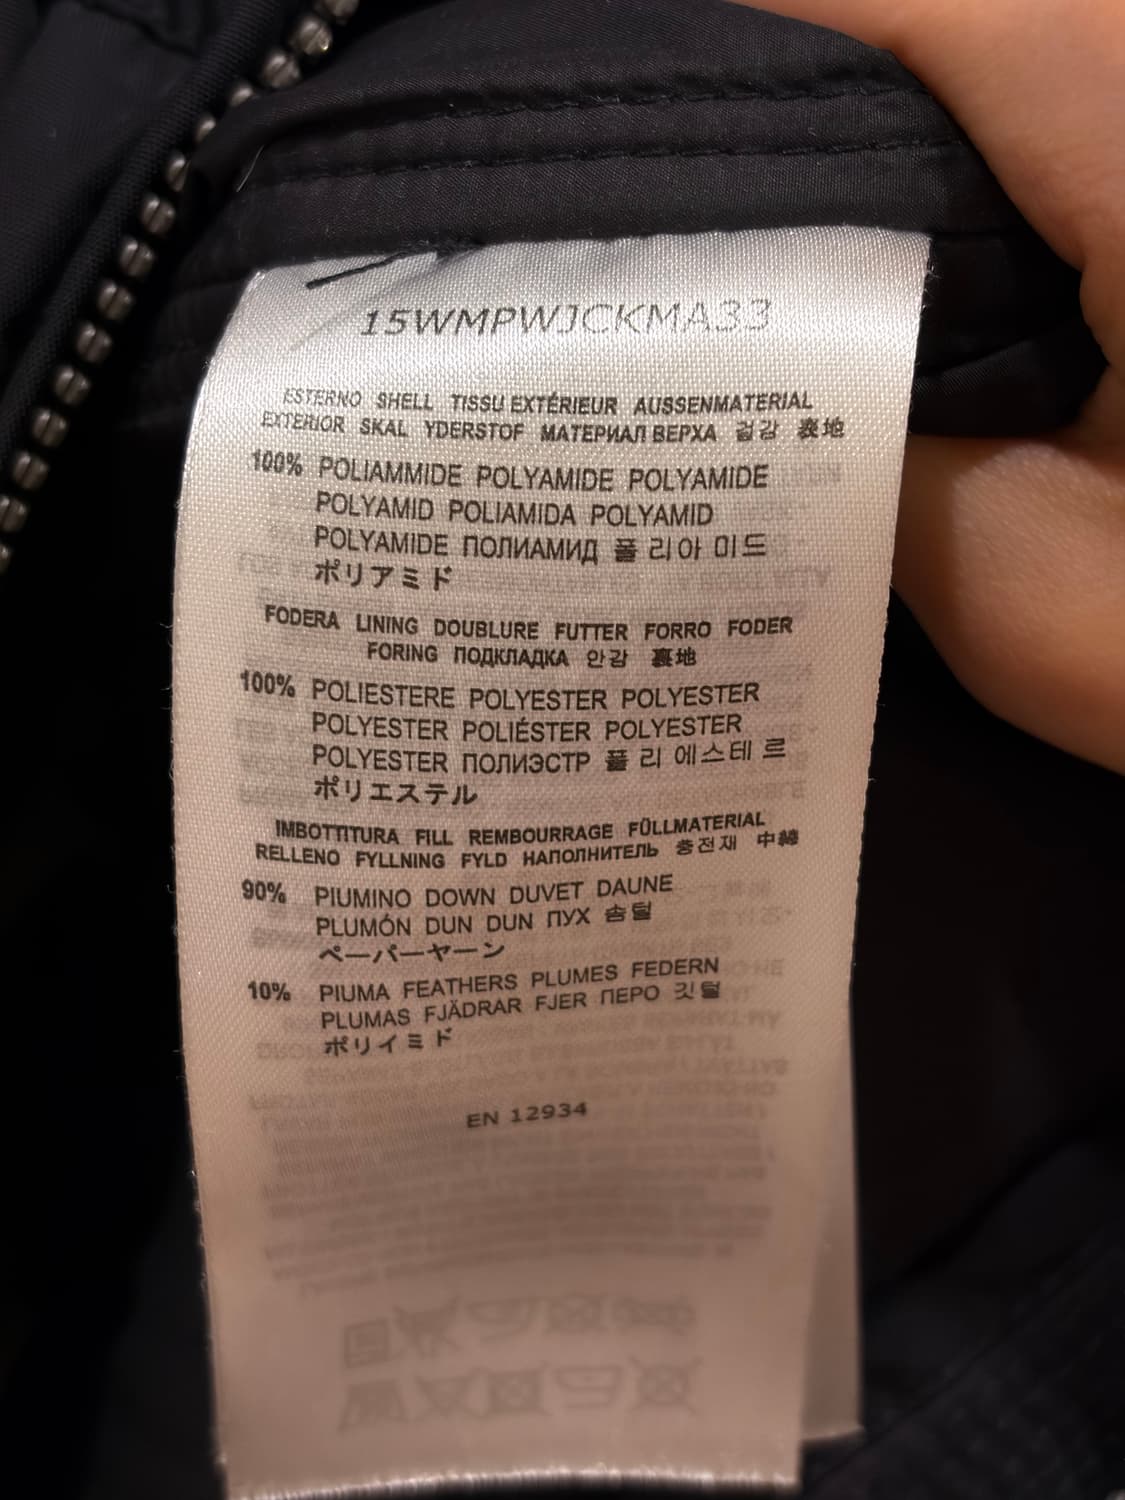 15WMPWJCKMA33
ESTERNO SHELL TISSU EXTÉRIEUR AUSSENMATERIAL
EXTERIOR SKAL YDERSTOF МАТЕРИАЛ ВЕРХА 겉감 表地
100% POLIAMMIDE POLYAMIDE POLYAMIDE
POLYAMID POLIAMIDA POLYAMID
POLYAMIDE ПОЛИАМИД 폴리아미드
ポリアミド
FODERA LINING DOUBLURE FUTTER FORRO FODER
FORING ПОДКЛАДКА 안감 裏地
100% POLIESTERE POLYESTER POLYESTER
POLYESTER POLIÉSTER POLYESTER
POLYESTER ПОЛИЭСТР 폴리에스테르
ポリエステル
IMBOTTITURA FILL REMBOURRAGE FÜLLMATERIAL
RELLENO FYLLNING FYLD НАПОЛНИТЕЛЬ 충전재 中綿
90% PIUMINO DOWN DUVET DAUNE
PLUMÓN DUN DUN ПУХ 솜털
ペーパーヤーン
10% PIUMA FEATHERS PLUMES FEDERN
PLUMAS FJÄDRAR FJER ПЕРО 깃털
ポリイミド
EN 12934